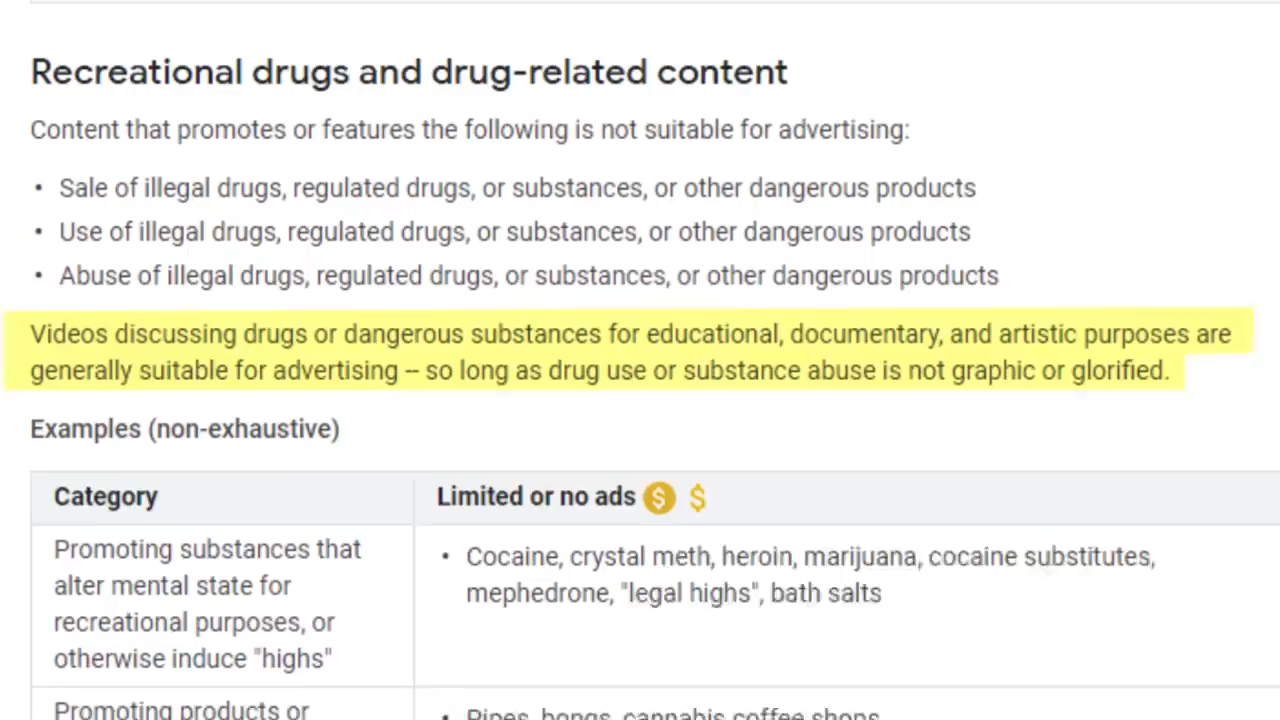 Recreational drugs and drug-related content
Content that promotes or features the following is not suitable for advertising:
• Sale of illegal drugs, regulated drugs, or substances, or other dangerous products
• Use of illegal drugs, regulated drugs, or substances, or other dangerous products
• Abuse of illegal drugs, regulated drugs, or substances, or other dangerous products
Videos discussing drugs or dangerous substances for educational, documentary, and artistic purposes are
generally suitable for advertising – so long as drug use or substance abuse is not graphic or glorified.
Examples (non-exhaustive)
Category
Limited or no ads $ $
Promoting substances that
alter mental state for
recreational purposes, or
otherwise induce "highs"
• Cocaine, crystal meth, heroin, marijuana, cocaine substitutes,
mephedrone, "legal highs", bath salts
Promoting products or
• Pipes, bongs, cannabis coffee shops